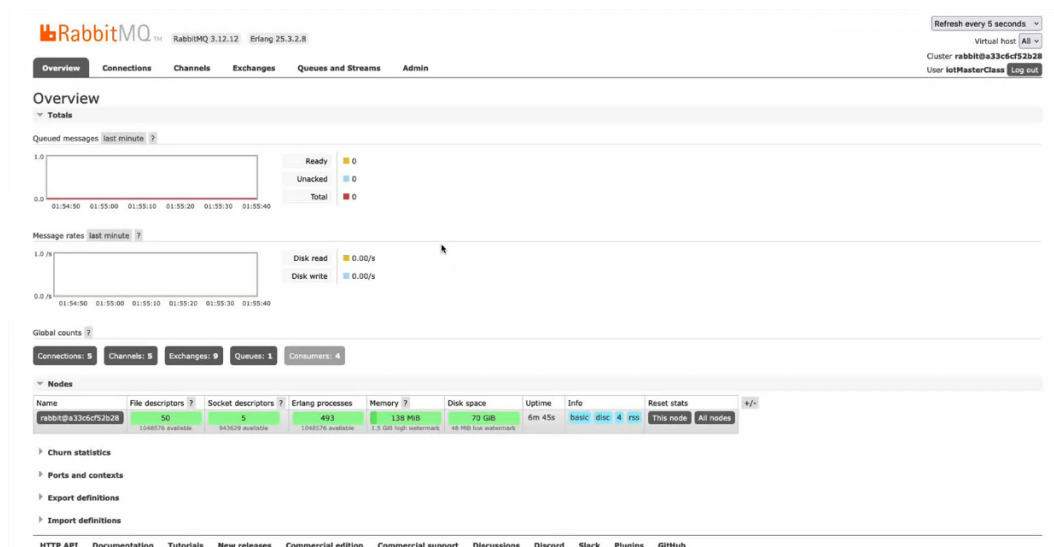 RabbitMQ TM RabbitMQ 3.12.12 Erlang 25.3.2.8
Refresh every 5 seconds
Virtual host All
Cluster rabbit@a33c6cf52b28
User iotMasterClass Log out
Overview Connections Channels Exchanges Queues and Streams Admin
Overview
Totals
Queued messages last minute ?
1.0
0.0
01:54:50 01:55:00 01:55:10 01:55:20 01:55:30 01:55:40
Ready 0
Unacked 0
Total 0
Message rates last minute ?
1.0 /s
0.0 /s
01:54:50 01:55:00 01:55:10 01:55:20 01:55:30 01:55:40
Disk read 0.00/s
Disk write 0.00/s
Global counts ?
Connections: 5 Channels: 5 Exchanges: 9 Queues: 1 Consumers: 4
Nodes
Name File descriptors ? Socket descriptors ? Erlang processes Memory ? Disk space Uptime Info Reset stats +/-
rabbit@a33c6cf52b28 50 5 493 138 MiB 70 GiB 6m 45s basic disc 4 rss This node All nodes
1048576 available 943629 available 1048576 available 1.5 GiB high watermark 48 MiB low watermark
Churn statistics
Ports and contexts
Export definitions
Import definitions
HTTP API Documentation Tutorials New releases Commercial edition Commercial support Discussions Discord Slack Plugins GitHub